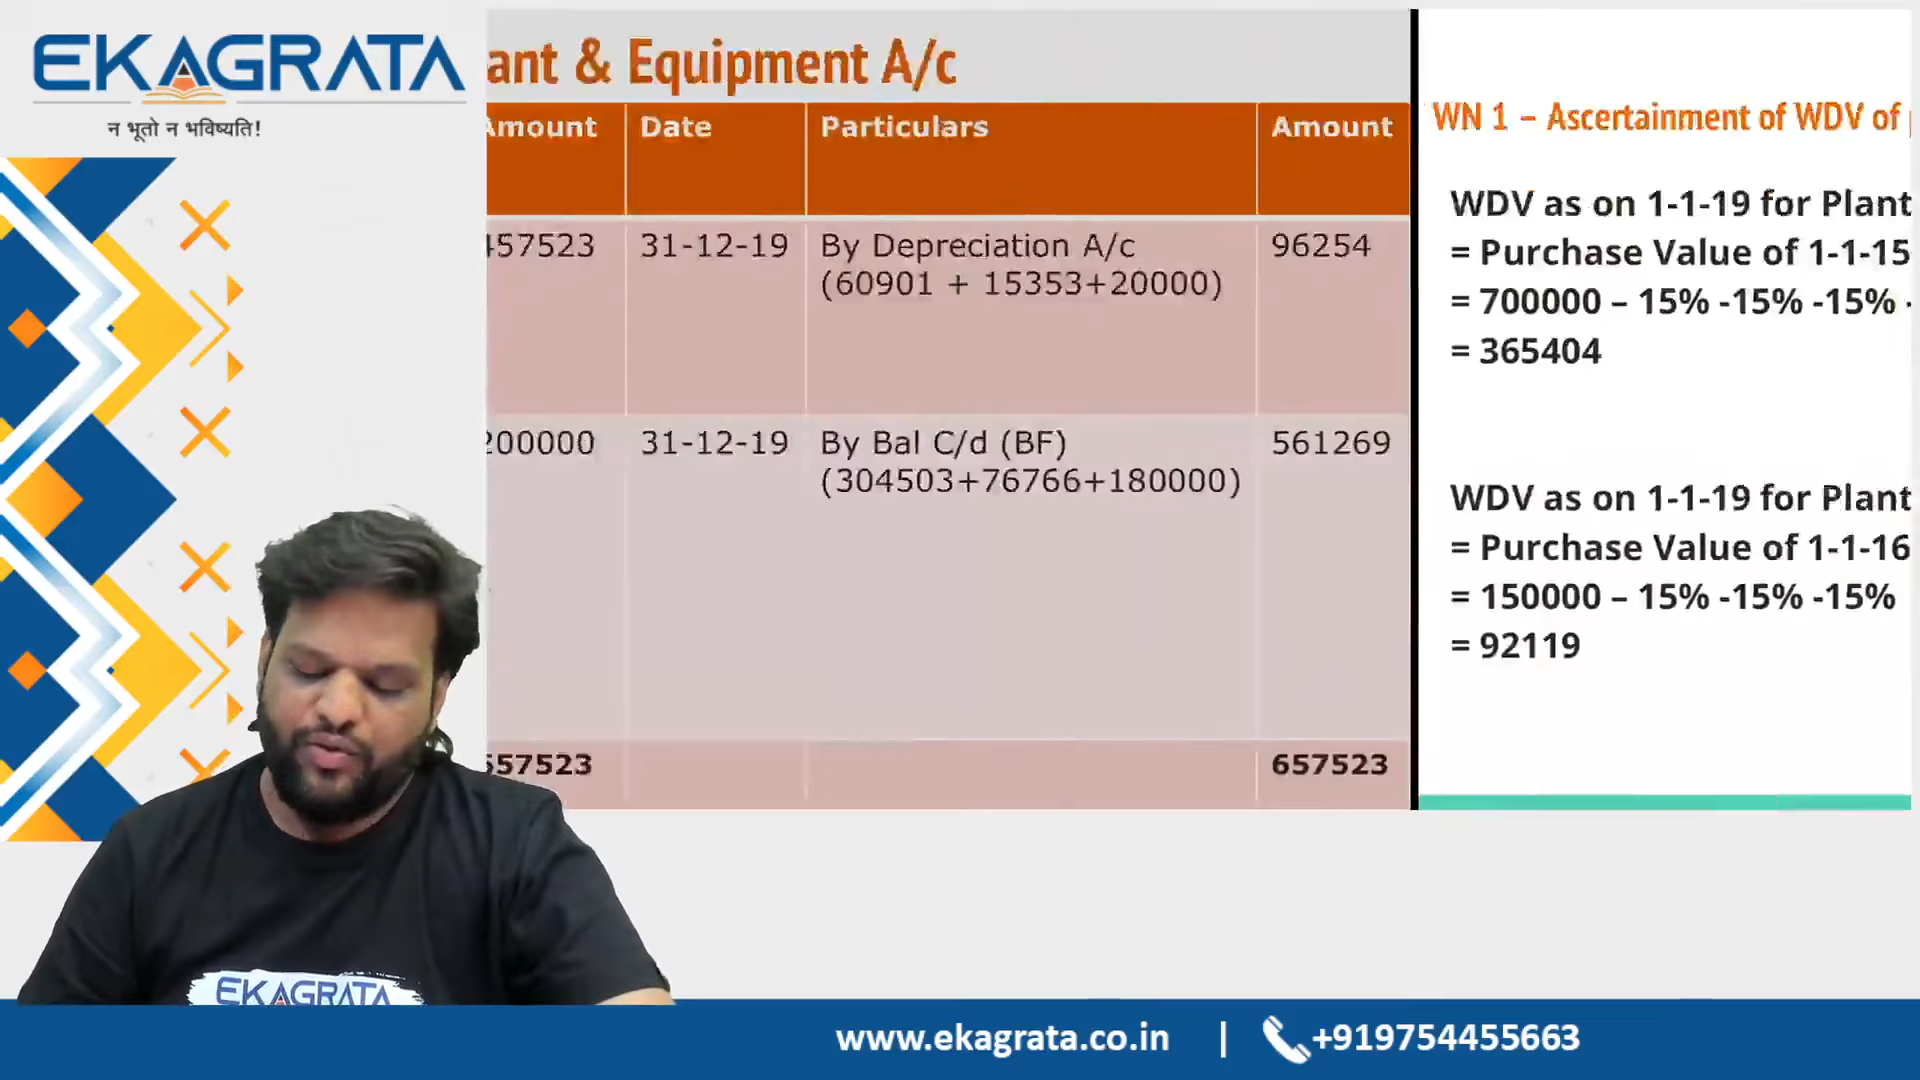 EKAGRATA
न भूतो न भविष्यति!
ant & Equipment A/c
Amount Date Particulars Amount
457523 31-12-19 By Depreciation A/c 96254
(60901 + 15353+20000)
200000 31-12-19 By Bal C/d (BF) 561269
(304503+76766+180000)
657523 657523
WN 1 – Ascertainment of WDV of
WDV as on 1-1-19 for Plant
= Purchase Value of 1-1-15
= 700000 – 15% -15% -15% -
= 365404
WDV as on 1-1-19 for Plant
= Purchase Value of 1-1-16
= 150000 – 15% -15% -15%
= 92119
EKAGRATA
www.ekagrata.co.in | +919754455663